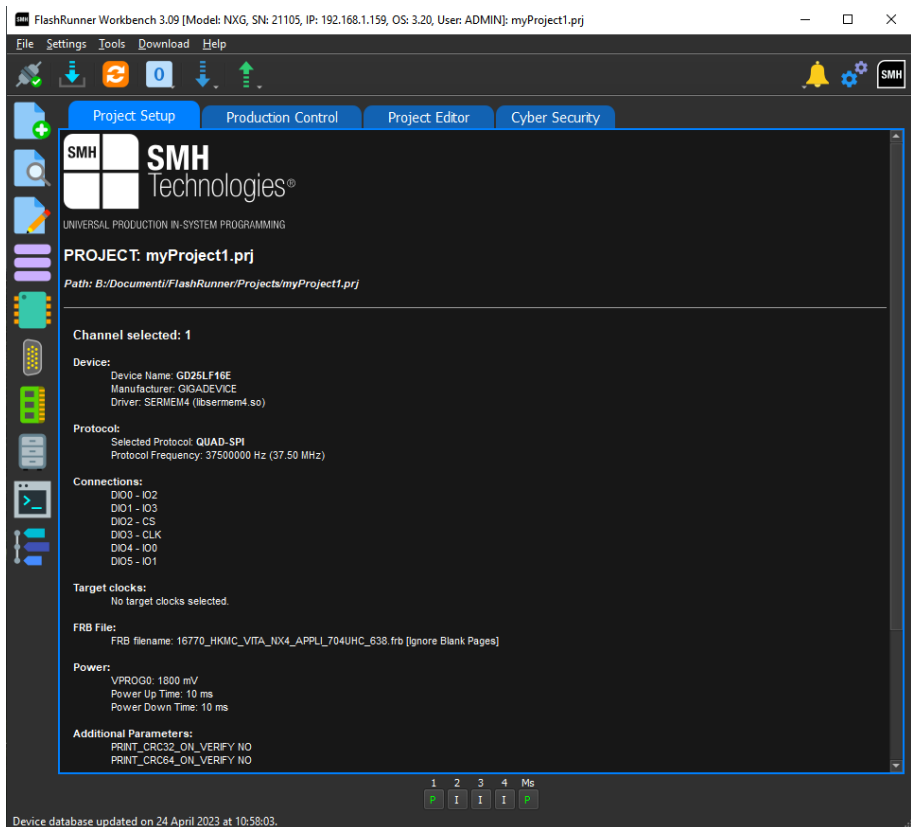 FlashRunner Workbench 3.09 [Model: NXG, SN: 21105, IP: 192.168.1.159, OS: 3.20, User: ADMIN]: myProject1.prj
File Settings Tools Download Help
0
SMH
Project Setup Production Control Project Editor Cyber Security
SMH
SMH
Technologies®
UNIVERSAL PRODUCTION IN-SYSTEM PROGRAMMING
PROJECT: myProject1.prj
Path: B:/Documenti/FlashRunner/Projects/myProject1.prj
Channel selected: 1
Device:
Device Name: GD25LF16E
Manufacturer: GIGADEVICE
Driver: SERMEM4 (libsermem4.so)
Protocol:
Selected Protocol: QUAD-SPI
Protocol Frequency: 37500000 Hz (37.50 MHz)
Connections:
DIO0 - IO2
DIO1 - IO3
DIO2 - CS
DIO3 - CLK
DIO4 - IO0
DIO5 - IO1
Target clocks:
No target clocks selected.
FRB File:
FRB filename: 16770_HKMC_VITA_NX4_APPLI_704UHC_638.frb [Ignore Blank Pages]
Power:
VPROG0: 1800 mV
Power Up Time: 10 ms
Power Down Time: 10 ms
Additional Parameters:
PRINT_CRC32_ON_VERIFY NO
PRINT_CRC64_ON_VERIFY NO
1 2 3 4 Ms
P I I I P
Device database updated on 24 April 2023 at 10:58:03.